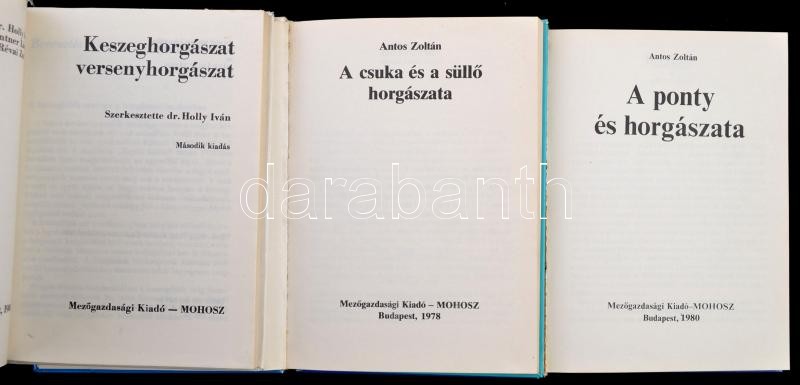 Keszeghorgászat
versenyhorgászat
Szerkesztette dr. Holly Iván
Második kiadás
Mezőgazdasági Kiadó — MOHOSZ
Antos Zoltán
A csuka és a süllő
horgászata
Mezőgazdasági Kiadó – MOHOSZ
Budapest, 1978
Antos Zoltán
A ponty
és horgászata
Mezőgazdasági Kiadó–MOHOSZ
Budapest, 1980
darabanth